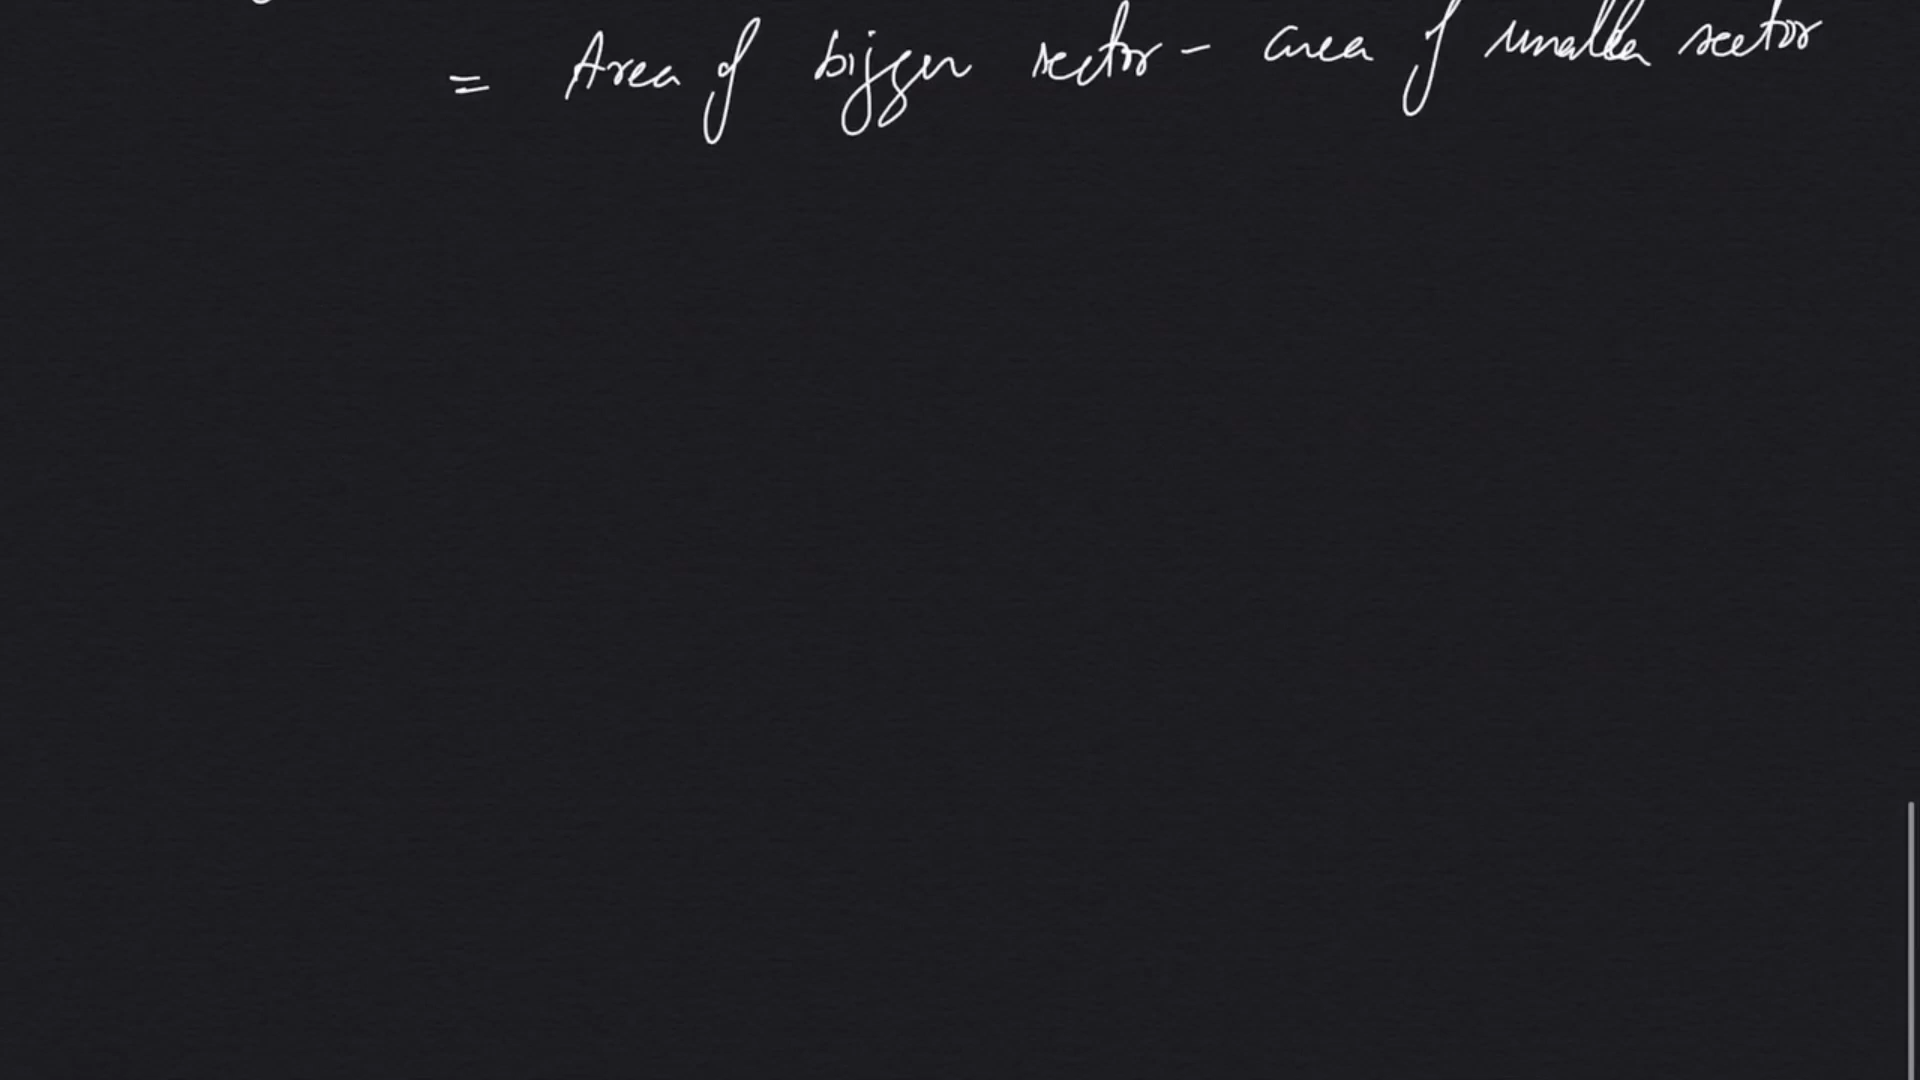 = Area of bigger sector - area of smaller sector